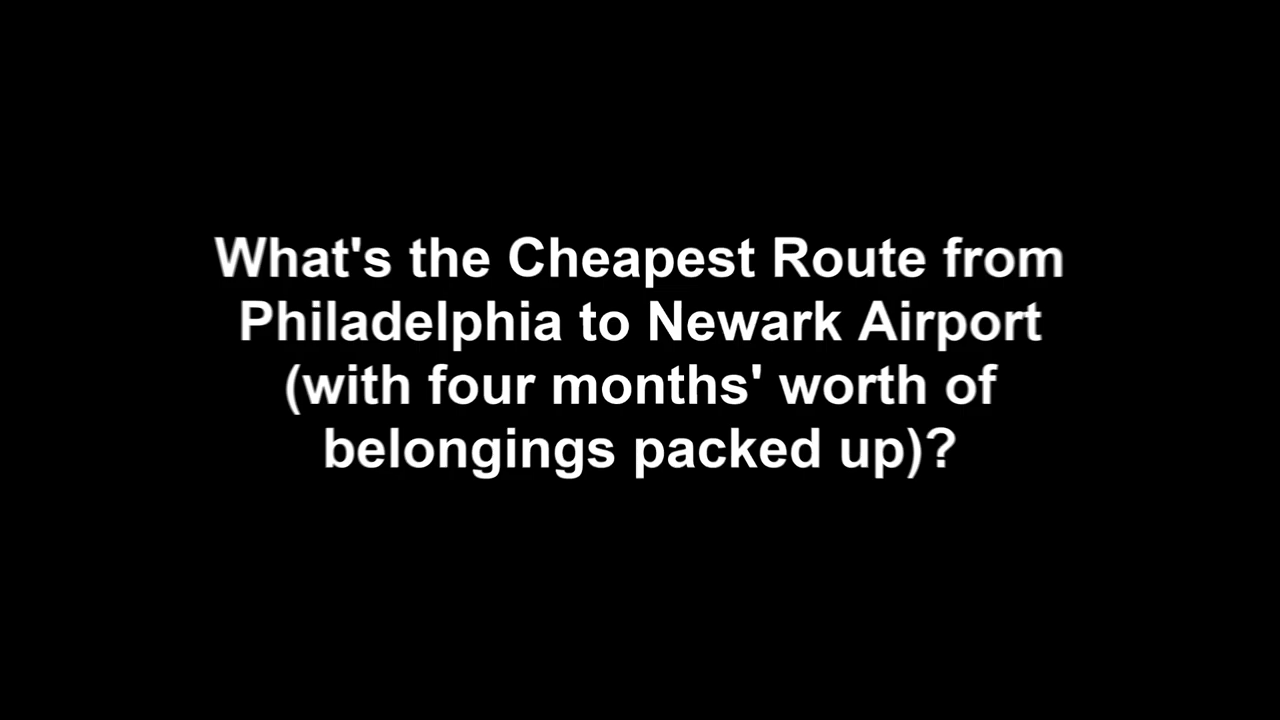 What's the Cheapest Route from
Philadelphia to Newark Airport
(with four months' worth of
belongings packed up)?